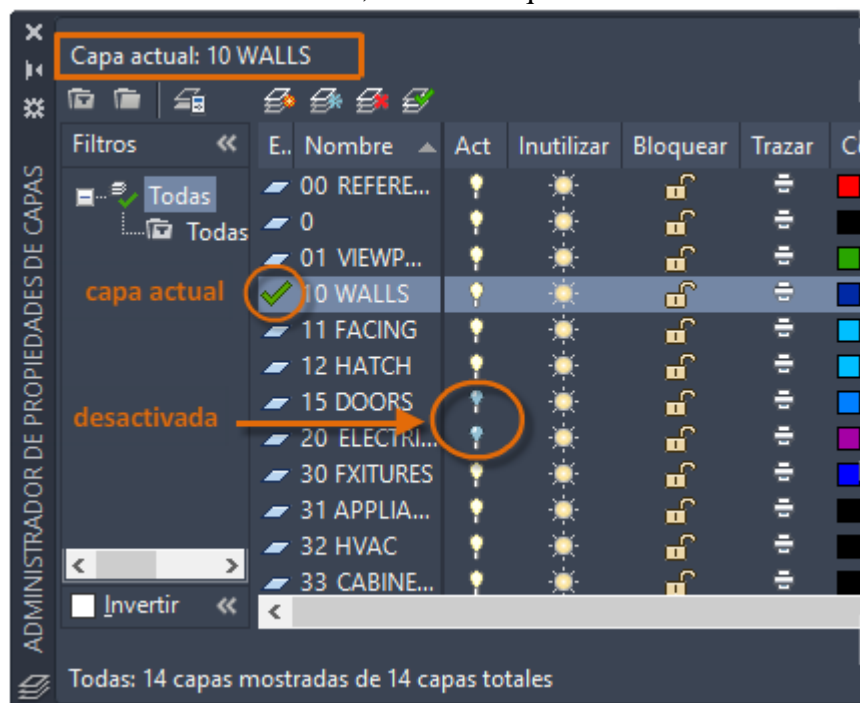 Capa actual: 10 WALLS
Filtros
E.. Nombre Act Inutilizar Bloquear Trazar
Todas
Todas
00 REFERE...
0
01 VIEWP...
capa actual
10 WALLS
11 FACING
12 HATCH
15 DOORS
desactivada
20 ELECTRI...
30 FXITURES
31 APPLIA...
32 HVAC
33 CABINE...
Invertir
ADMINISTRADOR DE PROPIEDADES DE CAPAS
Todas: 14 capas mostradas de 14 capas totales